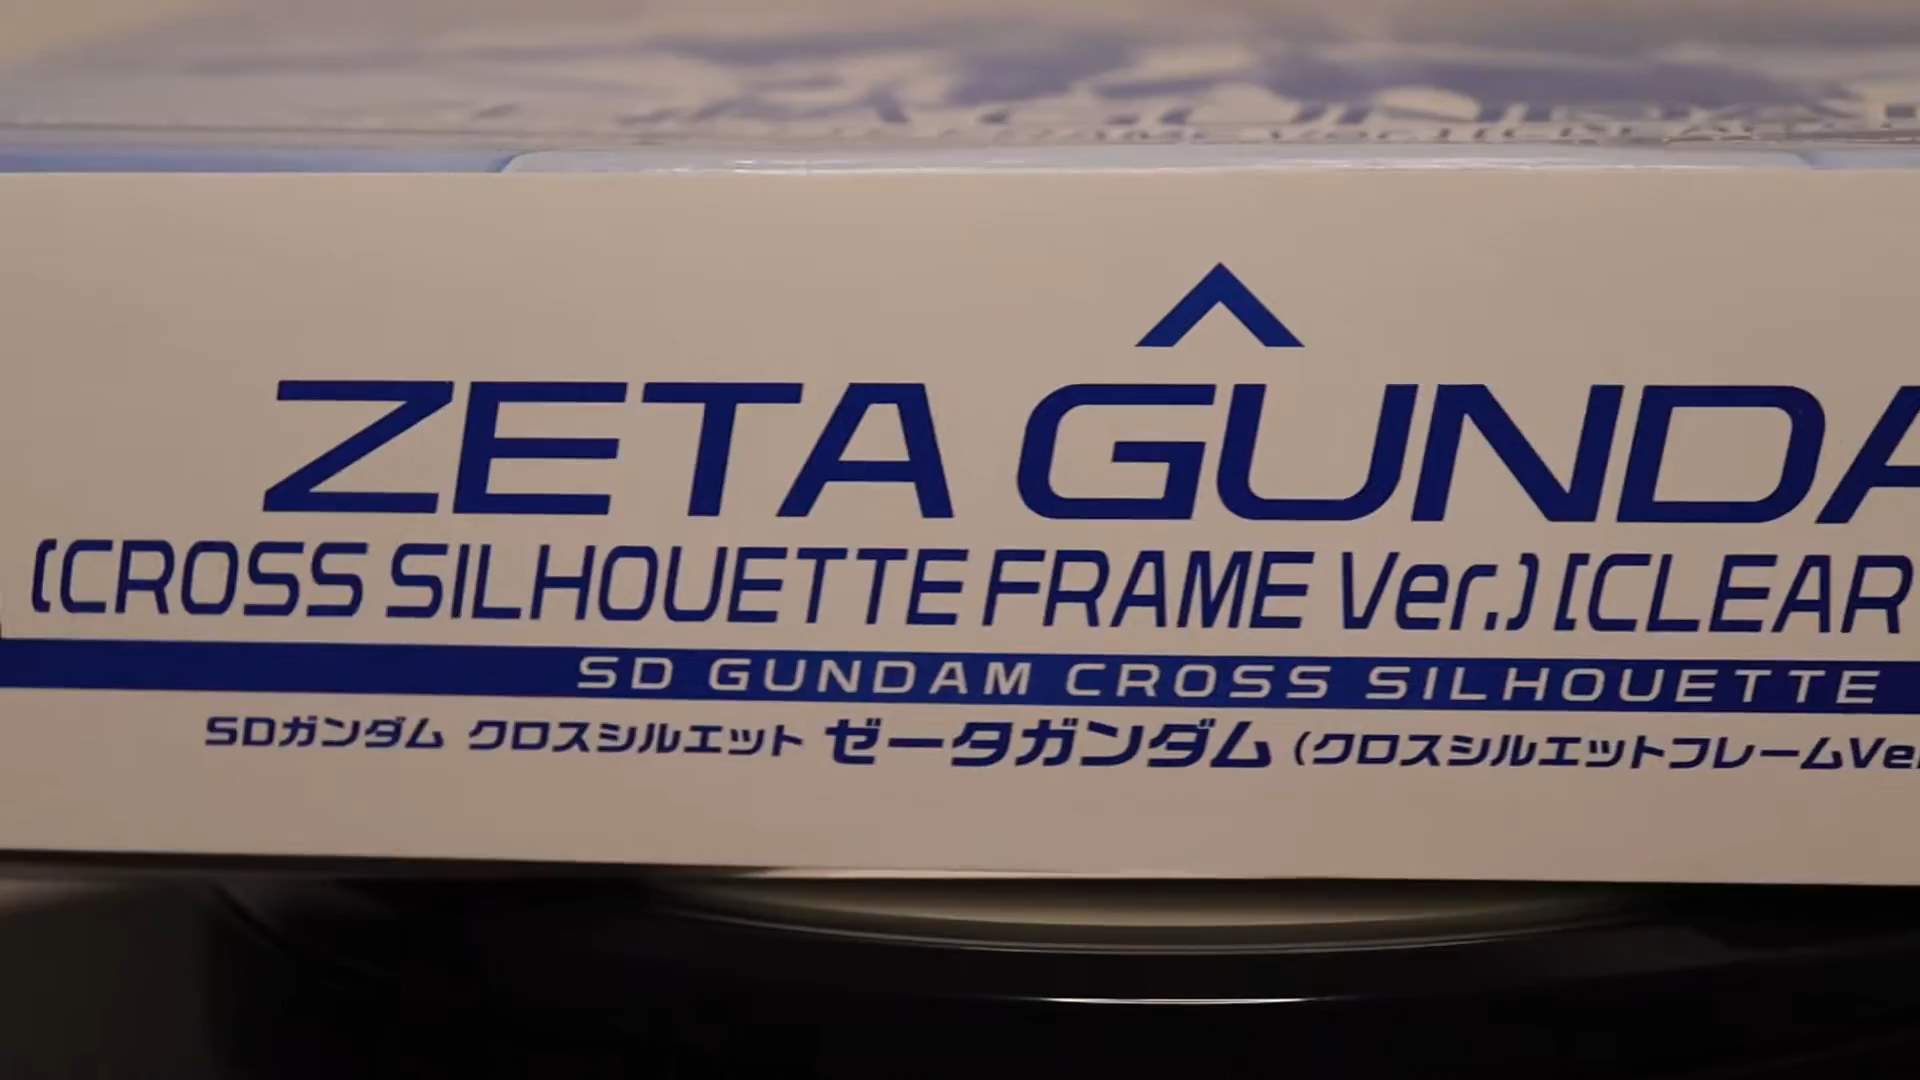 ZETA GUNDA
(CROSS SILHOUETTE FRAME Ver.) [CLEAR
SD GUNDAM CROSS SILHOUETTE
SDガンダム クロスシルエット ゼータガンダム (クロスシルエットフレームVer